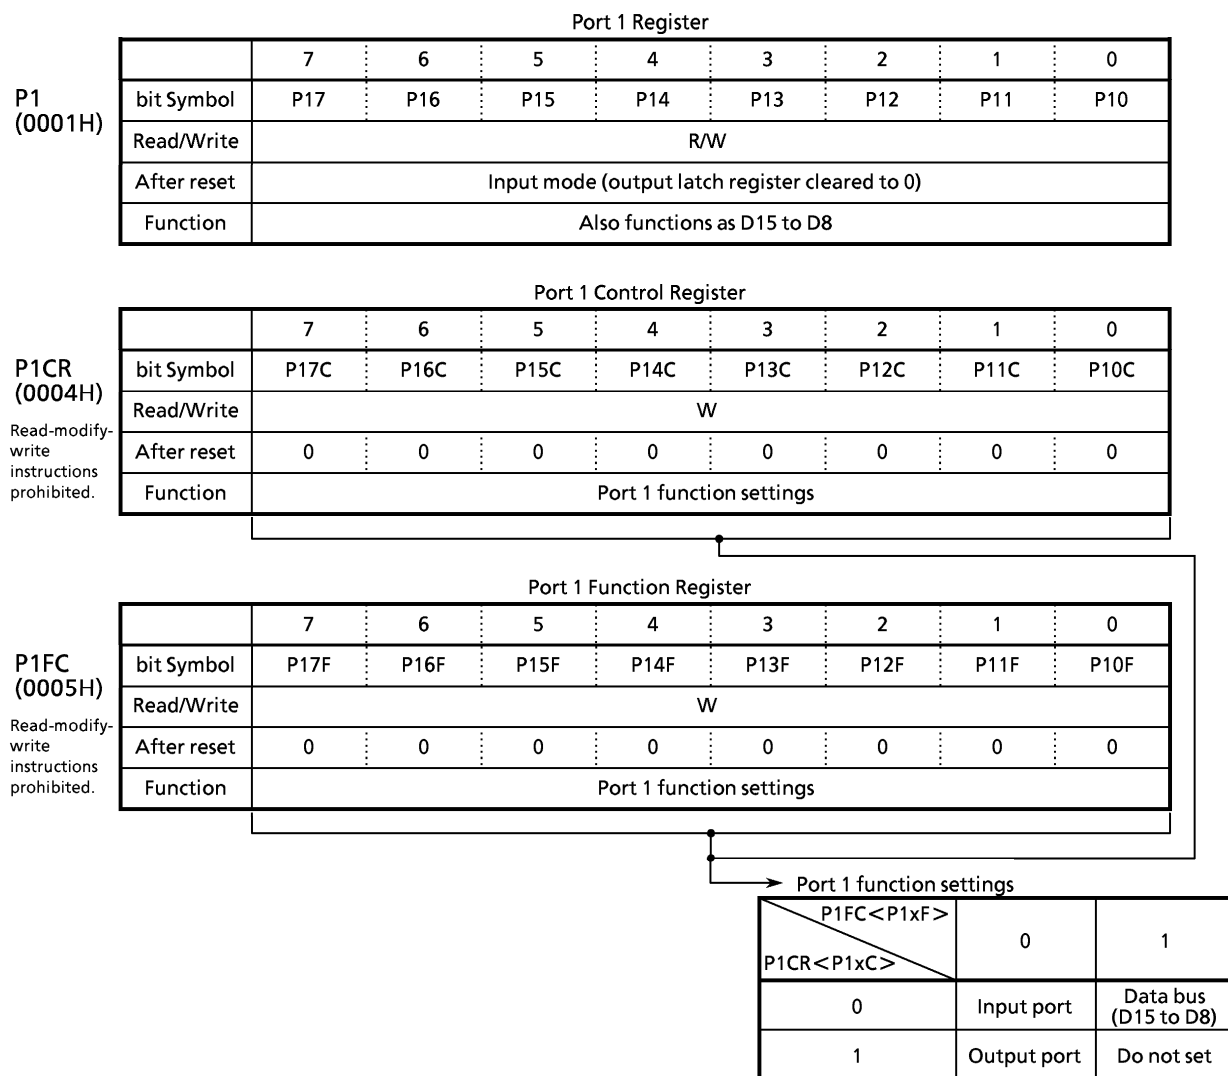 Port 1 Register
7 6 5 4 3 2 1 0
P1
(0001H)
bit Symbol P17 P16 P15 P14 P13 P12 P11 P10
Read/Write R/W
After reset Input mode (output latch register cleared to 0)
Function Also functions as D15 to D8
Port 1 Control Register
7 6 5 4 3 2 1 0
P1CR
(0004H)
Read-modify-
write
instructions
prohibited.
bit Symbol P17C P16C P15C P14C P13C P12C P11C P10C
Read/Write W
After reset 0 0 0 0 0 0 0 0
Function Port 1 function settings
Port 1 Function Register
7 6 5 4 3 2 1 0
P1FC
(0005H)
Read-modify-
write
instructions
prohibited.
bit Symbol P17F P16F P15F P14F P13F P12F P11F P10F
Read/Write W
After reset 0 0 0 0 0 0 0 0
Function Port 1 function settings
Port 1 function settings
P1FC<P1xF> 0 1
P1CR<P1xC>
0 Input port Data bus
(D15 to D8)
1 Output port Do not set